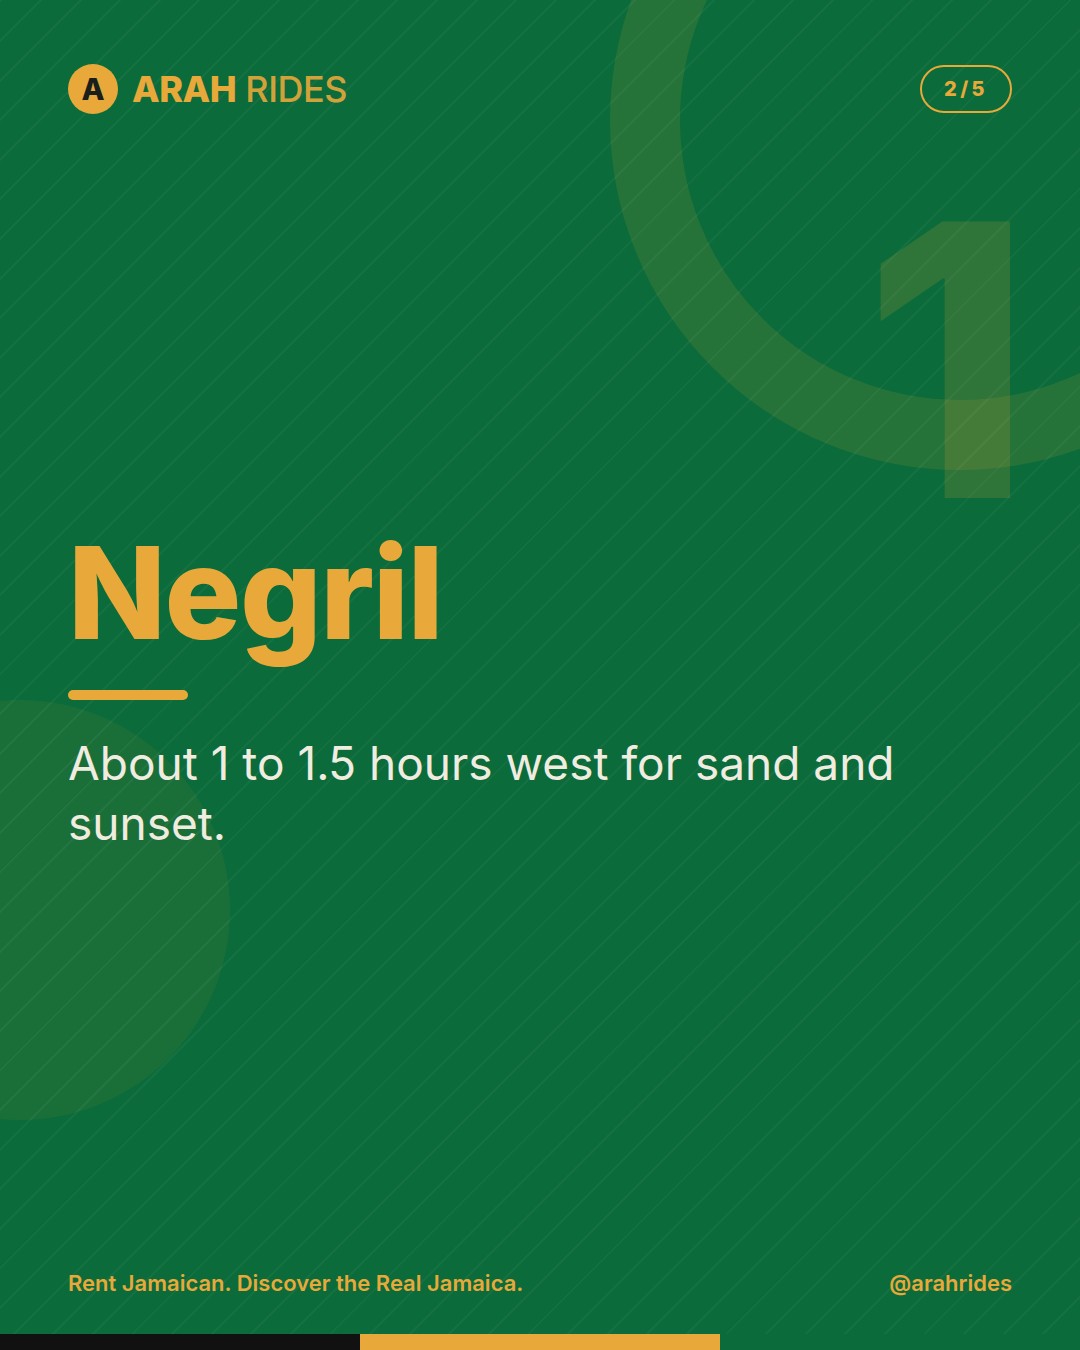 A ARAH RIDES
2/5
1
Negril
About 1 to 1.5 hours west for sand and
sunset.
Rent Jamaican. Discover the Real Jamaica.
@arahrides